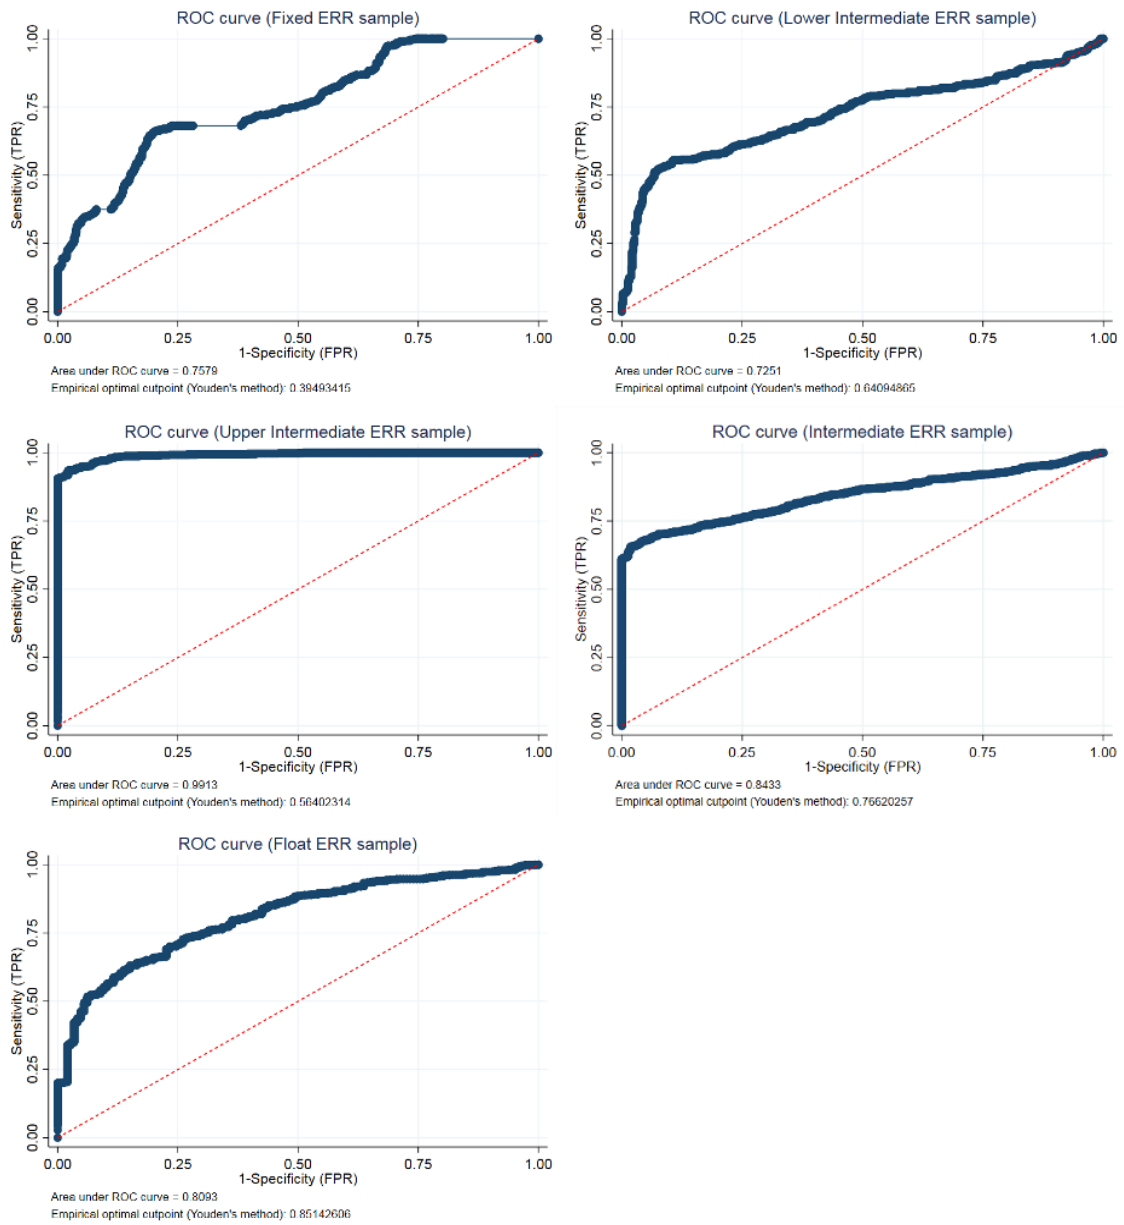 ROC curve (Fixed ERR sample)
Sensitivity (TPR)
1.00
0.75
0.50
0.25
0.00
0.00 0.25 0.50 0.75 1.00
1-Specificity (FPR)
Area under ROC curve = 0.7579
Empirical optimal cutpoint (Youden's method): 0.39493415
ROC curve (Lower Intermediate ERR sample)
Sensitivity (TPR)
1.00
0.75
0.50
0.25
0.00
0.00 0.25 0.50 0.75 1.00
1-Specificity (FPR)
Area under ROC curve = 0.7251
Empirical optimal cutpoint (Youden's method): 0.64094865
ROC curve (Upper Intermediate ERR sample)
Sensitivity (TPR)
1.00
0.75
0.50
0.25
0.00
0.00 0.25 0.50 0.75 1.00
1-Specificity (FPR)
Area under ROC curve = 0.9913
Empirical optimal cutpoint (Youden's method): 0.56402314
ROC curve (Intermediate ERR sample)
Sensitivity (TPR)
1.00
0.75
0.50
0.25
0.00
0.00 0.25 0.50 0.75 1.00
1-Specificity (FPR)
Area under ROC curve = 0.8433
Empirical optimal cutpoint (Youden's method): 0.76620257
ROC curve (Float ERR sample)
Sensitivity (TPR)
1.00
0.75
0.50
0.25
0.00
0.00 0.25 0.50 0.75 1.00
1-Specificity (FPR)
Area under ROC curve = 0.8093
Empirical optimal cutpoint (Youden's method): 0.85142606